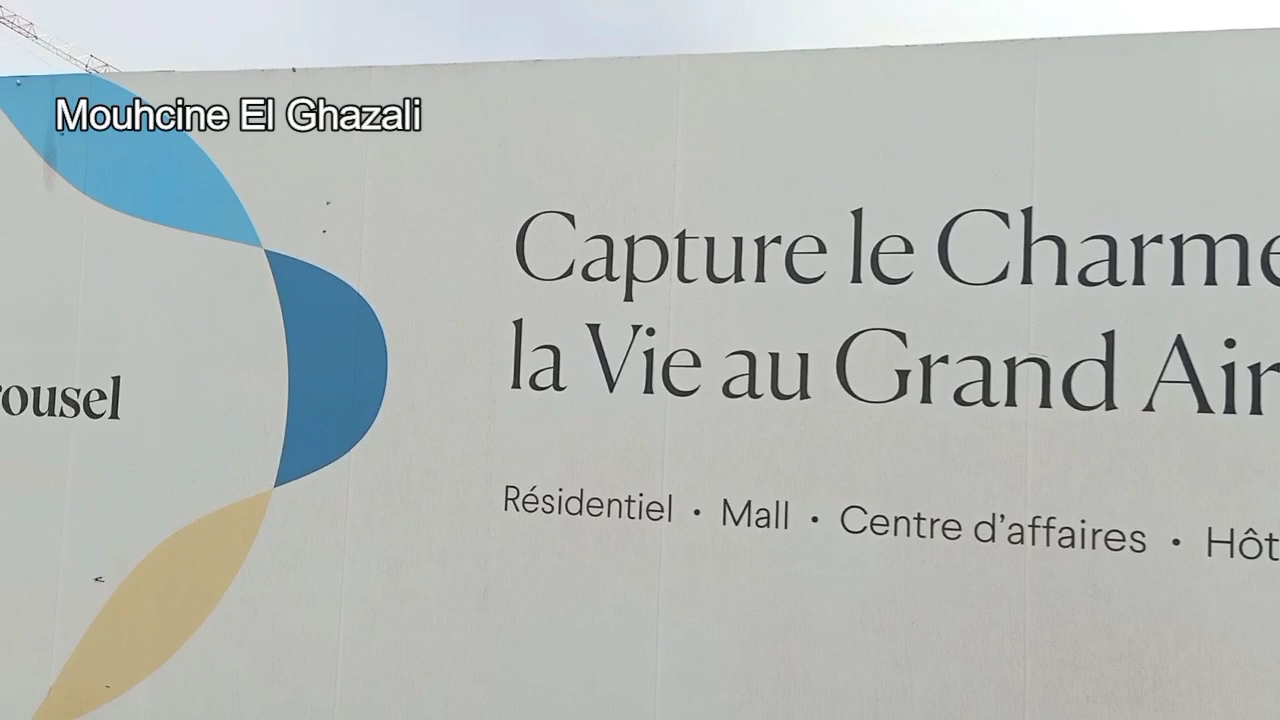 Mouhcine El Ghazali
Capture le Charme
la Vie au Grand Air
rousel
Résidentiel · Mall · Centre d'affaires · Hôt